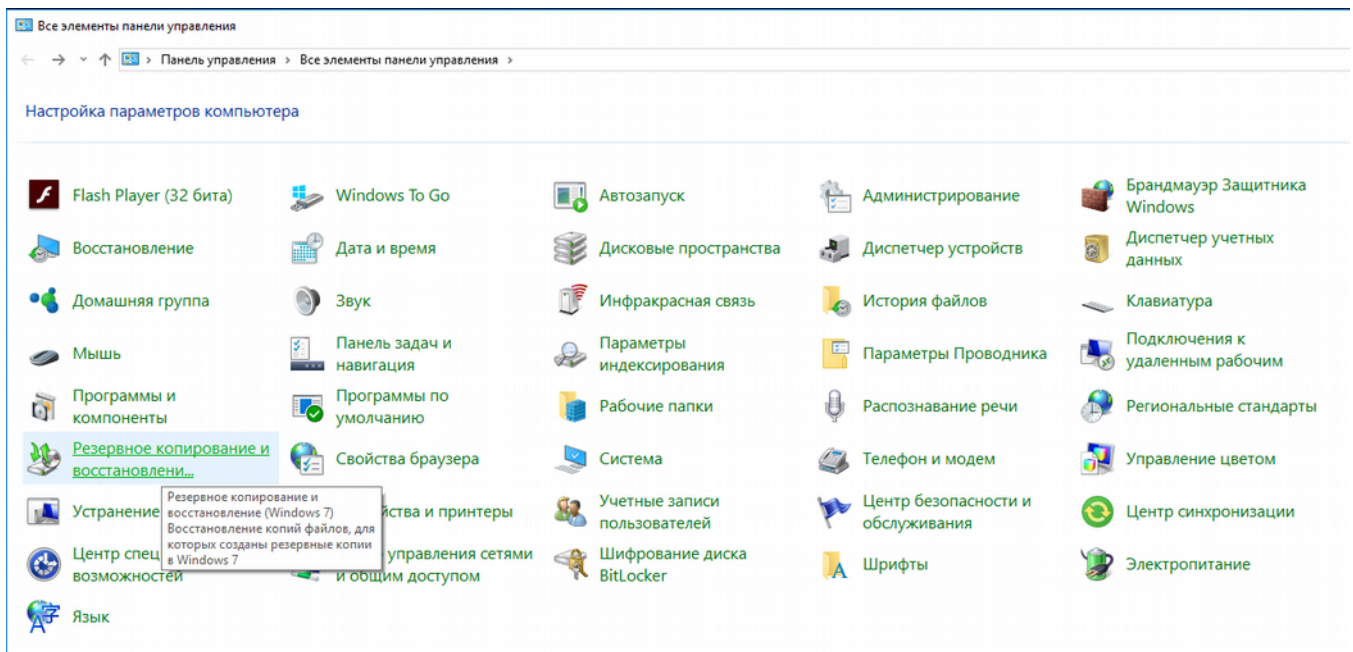 Все элементы панели управления
Панель управления > Все элементы панели управления >
Настройка параметров компьютера
Flash Player (32 бита)
Windows To Go
Автозапуск
Администрирование
Брандмауэр Защитника
Windows
Восстановление
Дата и время
Дисковые пространства
Диспетчер устройств
Диспетчер учетных
данных
Домашняя группа
Звук
Инфракрасная связь
История файлов
Клавиатура
Мышь
Панель задач и
навигация
Параметры
индексирования
Параметры Проводника
Подключения к
удаленным рабочим
Программы и
компоненты
Программы по
умолчанию
Рабочие папки
Распознавание речи
Региональные стандарты
Резервное копирование и
восстановлени...
Свойства браузера
Система
Телефон и модем
Управление цветом
Устранение
Резервное копирование и
восстановление (Windows 7)
Восстановление копий файлов, для
которых созданы резервные копии
в Windows 7
йства и принтеры
Учетные записи
пользователей
Центр безопасности и
обслуживания
Центр синхронизации
Центр спец
возможностей
управления сетями
и общим доступом
Шифрование диска
BitLocker
Шрифты
Электропитание
Язык